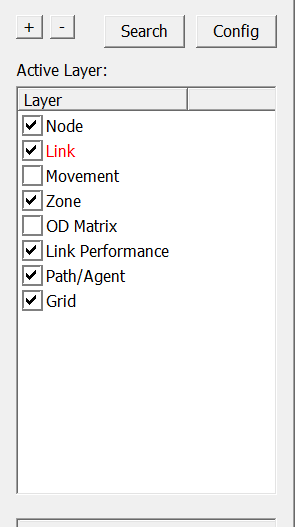 + - Search Config
Active Layer:
Layer
Node
Link
Movement
Zone
OD Matrix
Link Performance
Path/Agent
Grid